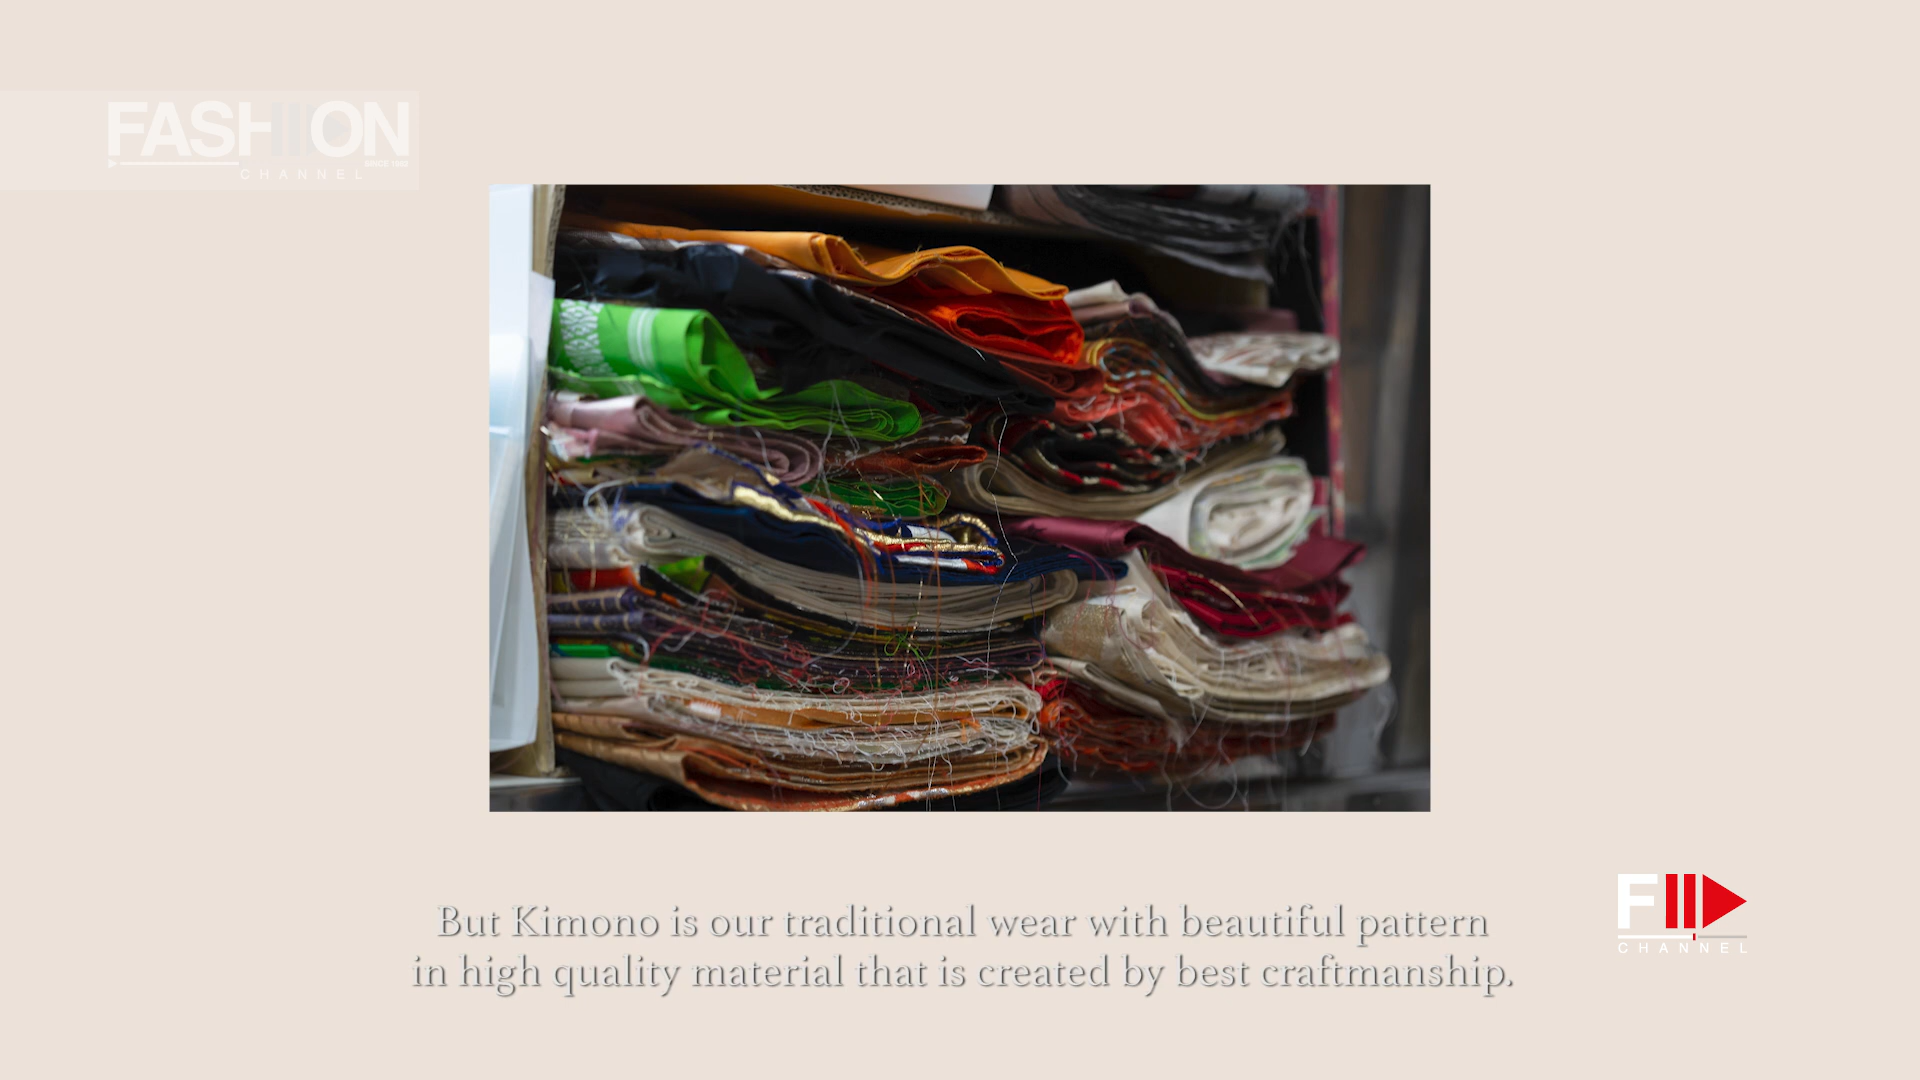 FASHION
SINCE 1982
CHANNEL
But Kimono is our traditional wear with beautiful pattern
in high quality material that is created by best craftmanship.
F
CHANNEL